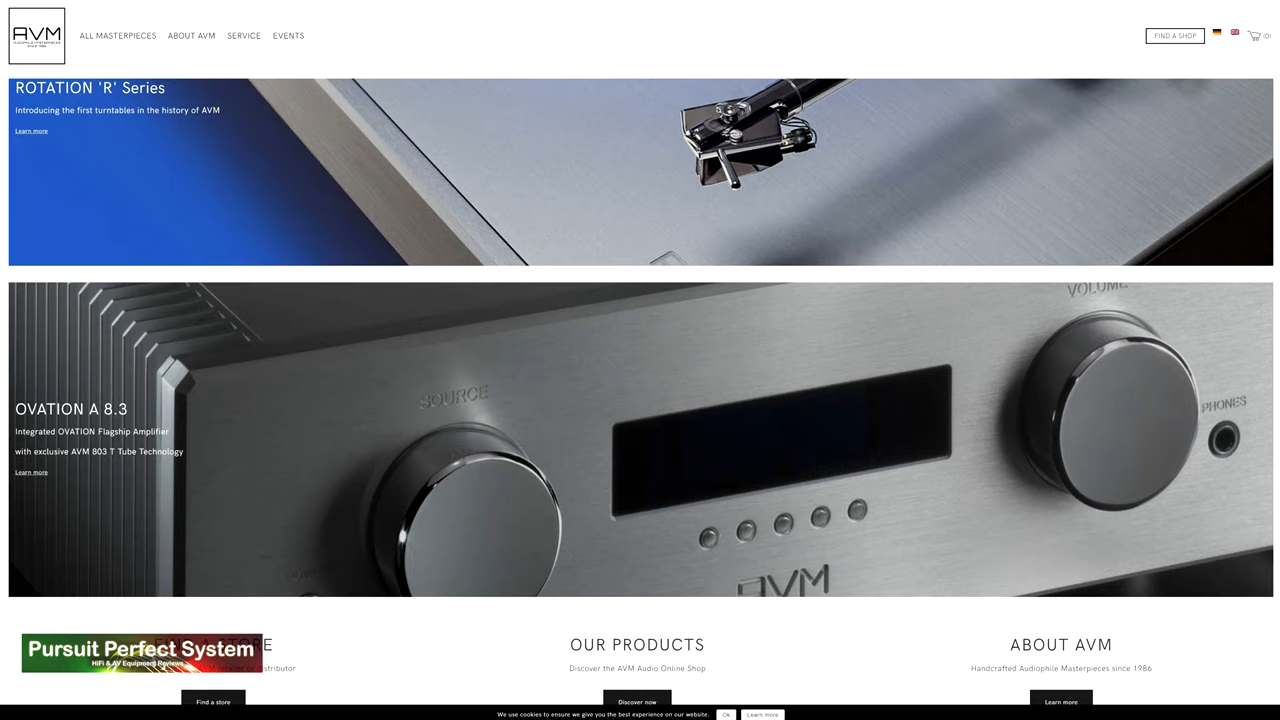 AVM
AUDIOPHILE MASTERPIECES
SINCE 1986
ALL MASTERPIECES
ABOUT AVM
SERVICE
EVENTS
FIND A SHOP
(0)
ROTATION 'R' Series
Introducing the first turntables in the history of AVM
Learn more
VOLUME
SOURCE
PHONES
OVATION A 8.3
Integrated OVATION Flagship Amplifier
with exclusive AVM 803 T Tube Technology
Learn more
AVM
FIND A STORE
Pursuit Perfect System
HiFi & AV Equipment Reviews
retailer or distributor
Find a store
OUR PRODUCTS
Discover the AVM Audio Online Shop
Discover now
ABOUT AVM
Handcrafted Audiophile Masterpieces since 1986
Learn more
We use cookies to ensure we give you the best experience on our website.
Ok
Learn more